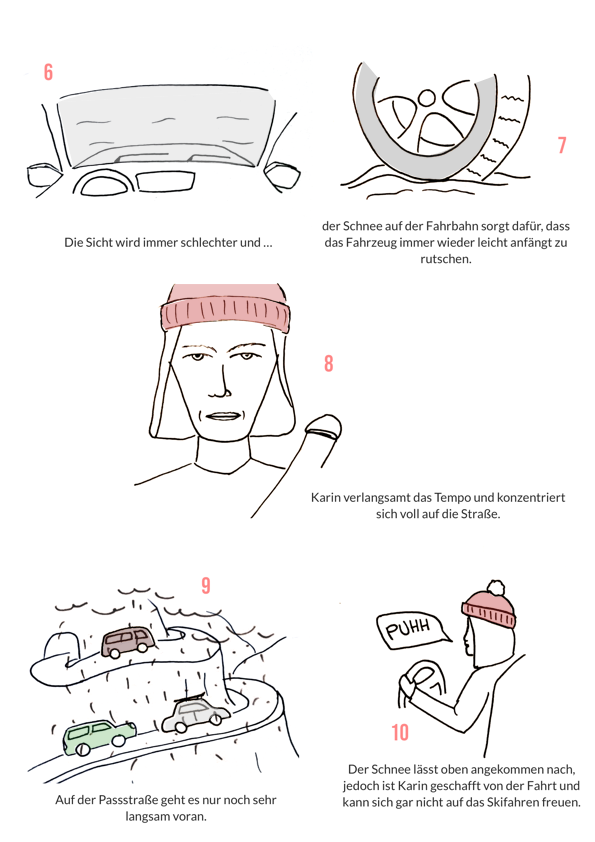 6
Die Sicht wird immer schlechter und ...
7
der Schnee auf der Fahrbahn sorgt dafür, dass
das Fahrzeug immer wieder leicht anfängt zu
rutschen.
8
Karin verlangsamt das Tempo und konzentriert
sich voll auf die Straße.
9
Auf der Passstraße geht es nur noch sehr
langsam voran.
PUHH
10
Der Schnee lässt oben angekommen nach,
jedoch ist Karin geschafft von der Fahrt und
kann sich gar nicht auf das Skifahren freuen.